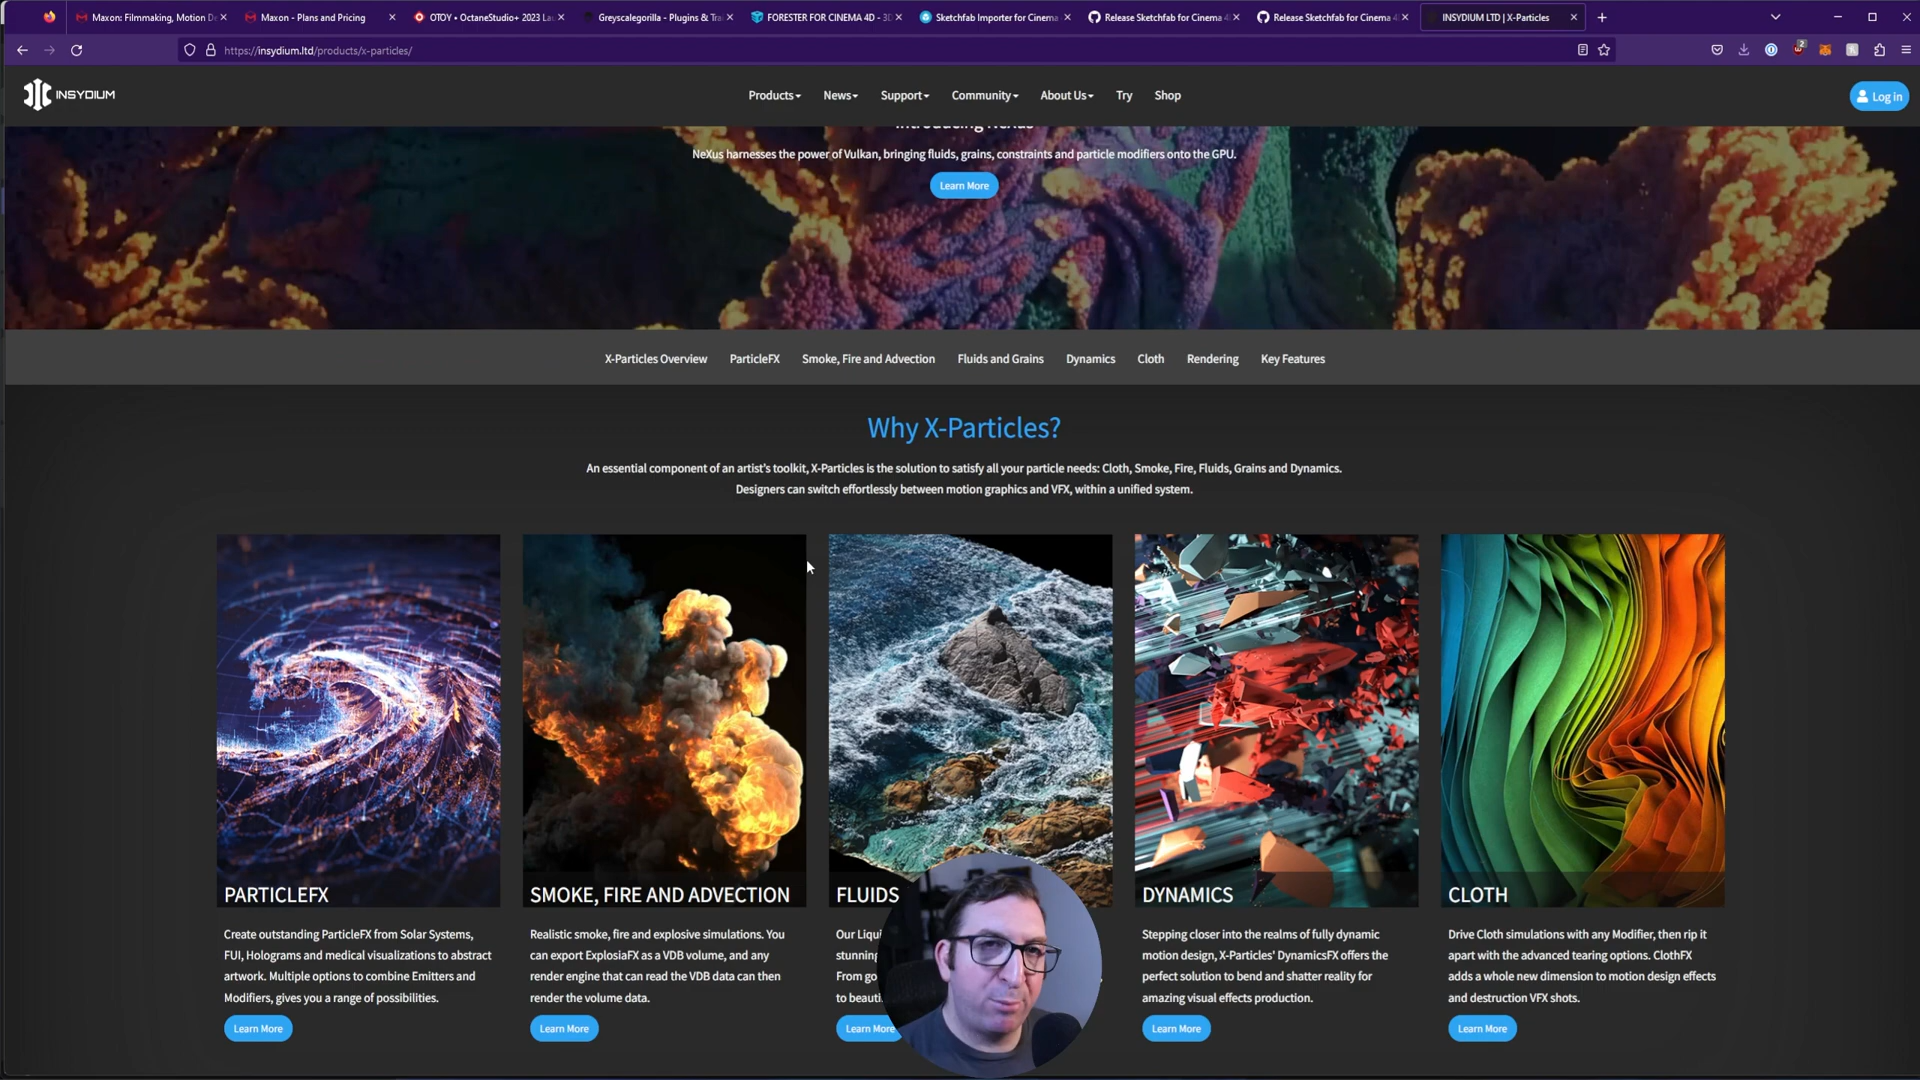 Maxon: Filmmaking, Motion D
Maxon - Plans and Pricing
OTOY • OctaneStudio+ 2023 La
Greyscalegorilla - Plugins & Tra
FORESTER FOR CINEMA 4D - 3D
Sketchfab Importer for Cinema
Release Sketchfab for Cinema 4
Release Sketchfab for Cinema 4
INSYDIUM LTD | X-Particles
https://insydium.ltd/products/x-particles/
2
INSYDIUM
Products
News
Support
Community
About Us
Try
Shop
Log in
Introducing NeXus
NeXus harnesses the power of Vulkan, bringing fluids, grains, constraints and particle modifiers onto the GPU.
Learn More
X-Particles Overview
ParticleFX
Smoke, Fire and Advection
Fluids and Grains
Dynamics
Cloth
Rendering
Key Features
Why X-Particles?
An essential component of an artist's toolkit, X-Particles is the solution to satisfy all your particle needs: Cloth, Smoke, Fire, Fluids, Grains and Dynamics.
Designers can switch effortlessly between motion graphics and VFX, within a unified system.
PARTICLEFX
Create outstanding ParticleFX from Solar Systems,
FUI, Holograms and medical visualizations to abstract
artwork. Multiple options to combine Emitters and
Modifiers, gives you a range of possibilities.
Learn More
SMOKE, FIRE AND ADVECTION
Realistic smoke, fire and explosive simulations. You
can export ExplosiaFX as a VDB volume, and any
render engine that can read the VDB data can then
render the volume data.
Learn More
FLUIDS
Our Liqui
stunning
From go
to beauti
Learn More
DYNAMICS
Stepping closer into the realms of fully dynamic
motion design, X-Particles' DynamicsFX offers the
perfect solution to bend and shatter reality for
amazing visual effects production.
Learn More
CLOTH
Drive Cloth simulations with any Modifier, then rip it
apart with the advanced tearing options. ClothFX
adds a whole new dimension to motion design effects
and destruction VFX shots.
Learn More